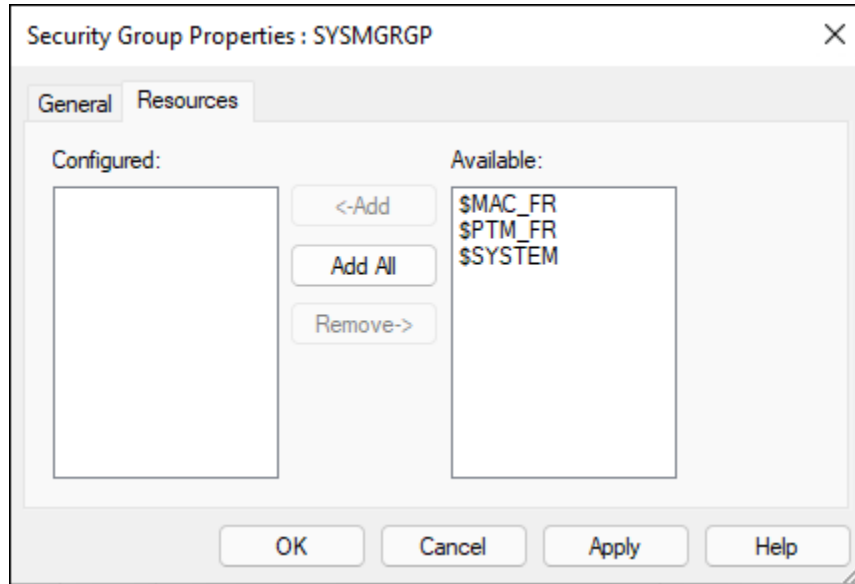 Security Group Properties : SYSMGRGP
General
Resources
Configured:
Available:
<-Add
Add All
Remove->
$MAC_FR
$PTM_FR
$SYSTEM
OK
Cancel
Apply
Help